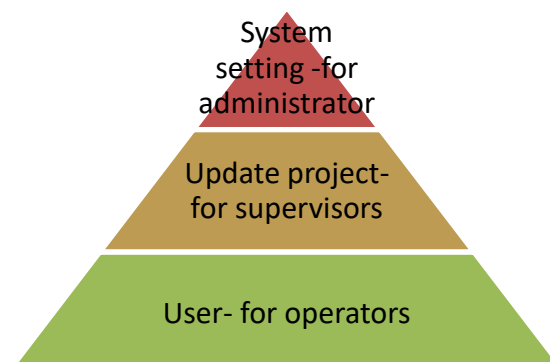 System
setting -for
administrator
Update project-
for supervisors
User- for operators